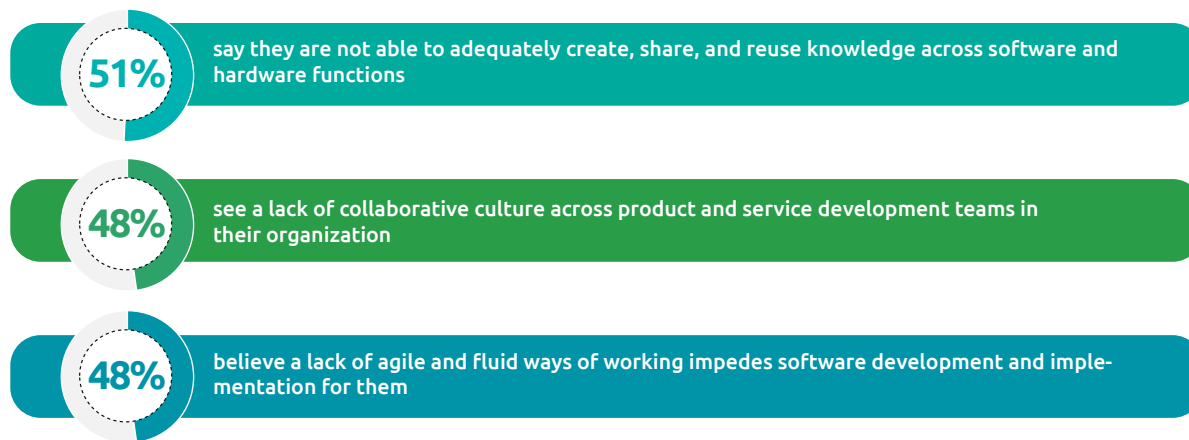 51%
say they are not able to adequately create, share, and reuse knowledge across software and
hardware functions
48%
see a lack of collaborative culture across product and service development teams in
their organization
48%
believe a lack of agile and fluid ways of working impedes software development and imple-
mentation for them